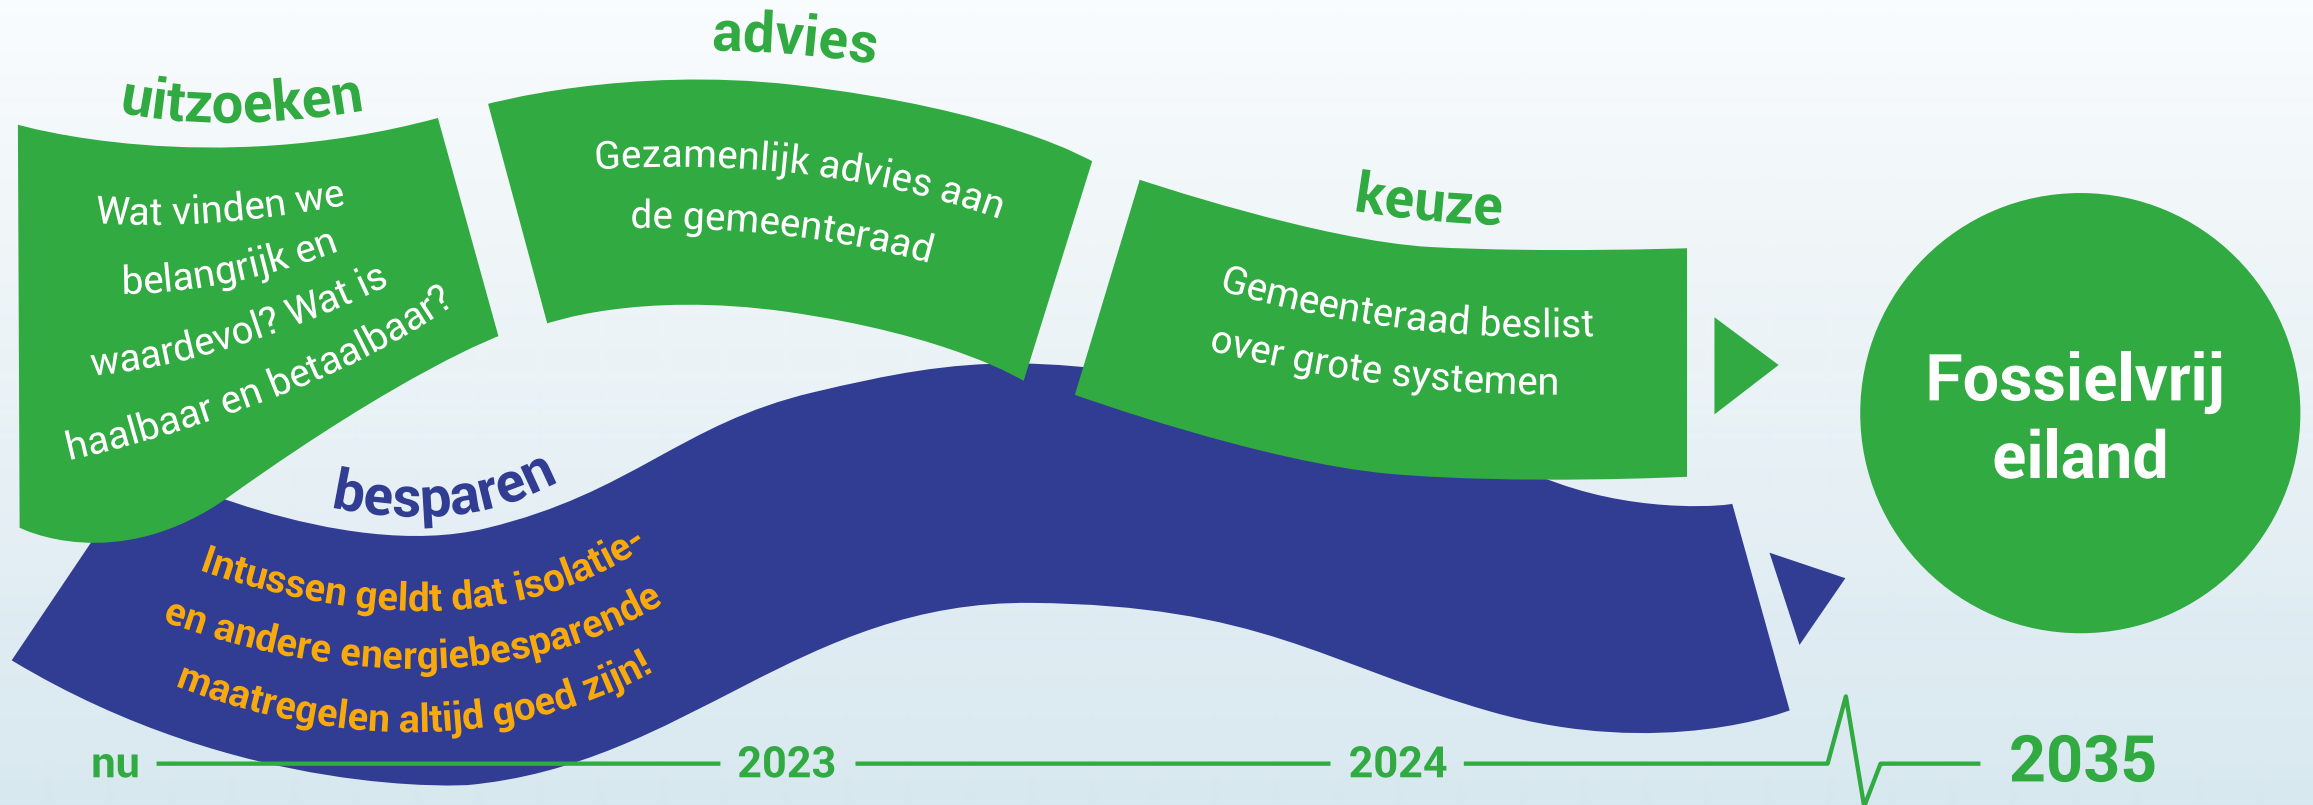 uitzoeken
Wat vinden we
belangrijk en
waardevol? Wat is
haalbaar en betaalbaar?
advies
Gezamenlijk advies aan
de gemeenteraad
keuze
Gemeenteraad beslist
over grote systemen
besparen
Intussen geldt dat isolatie-
en andere energiebesparende
maatregelen altijd goed zijn!
Fossielvrij
eiland
nu
2023
2024
2035